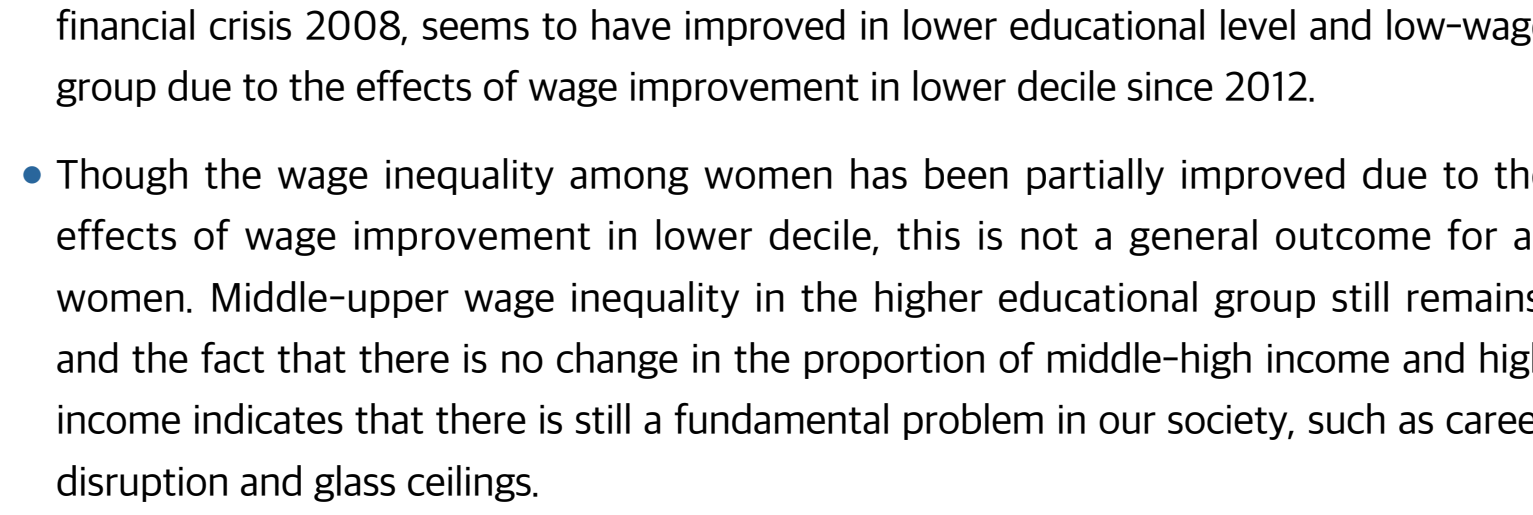 financial crisis 2008, seems to have improved in lower educational level and low-wage
group due to the effects of wage improvement in lower decile since 2012.
• Though the wage inequality among women has been partially improved due to the
effects of wage improvement in lower decile, this is not a general outcome for a
women. Middle-upper wage inequality in the higher educational group still remains
and the fact that there is no change in the proportion of middle-high income and high
income indicates that there is still a fundamental problem in our society, such as caree
disruption and glass ceilings.